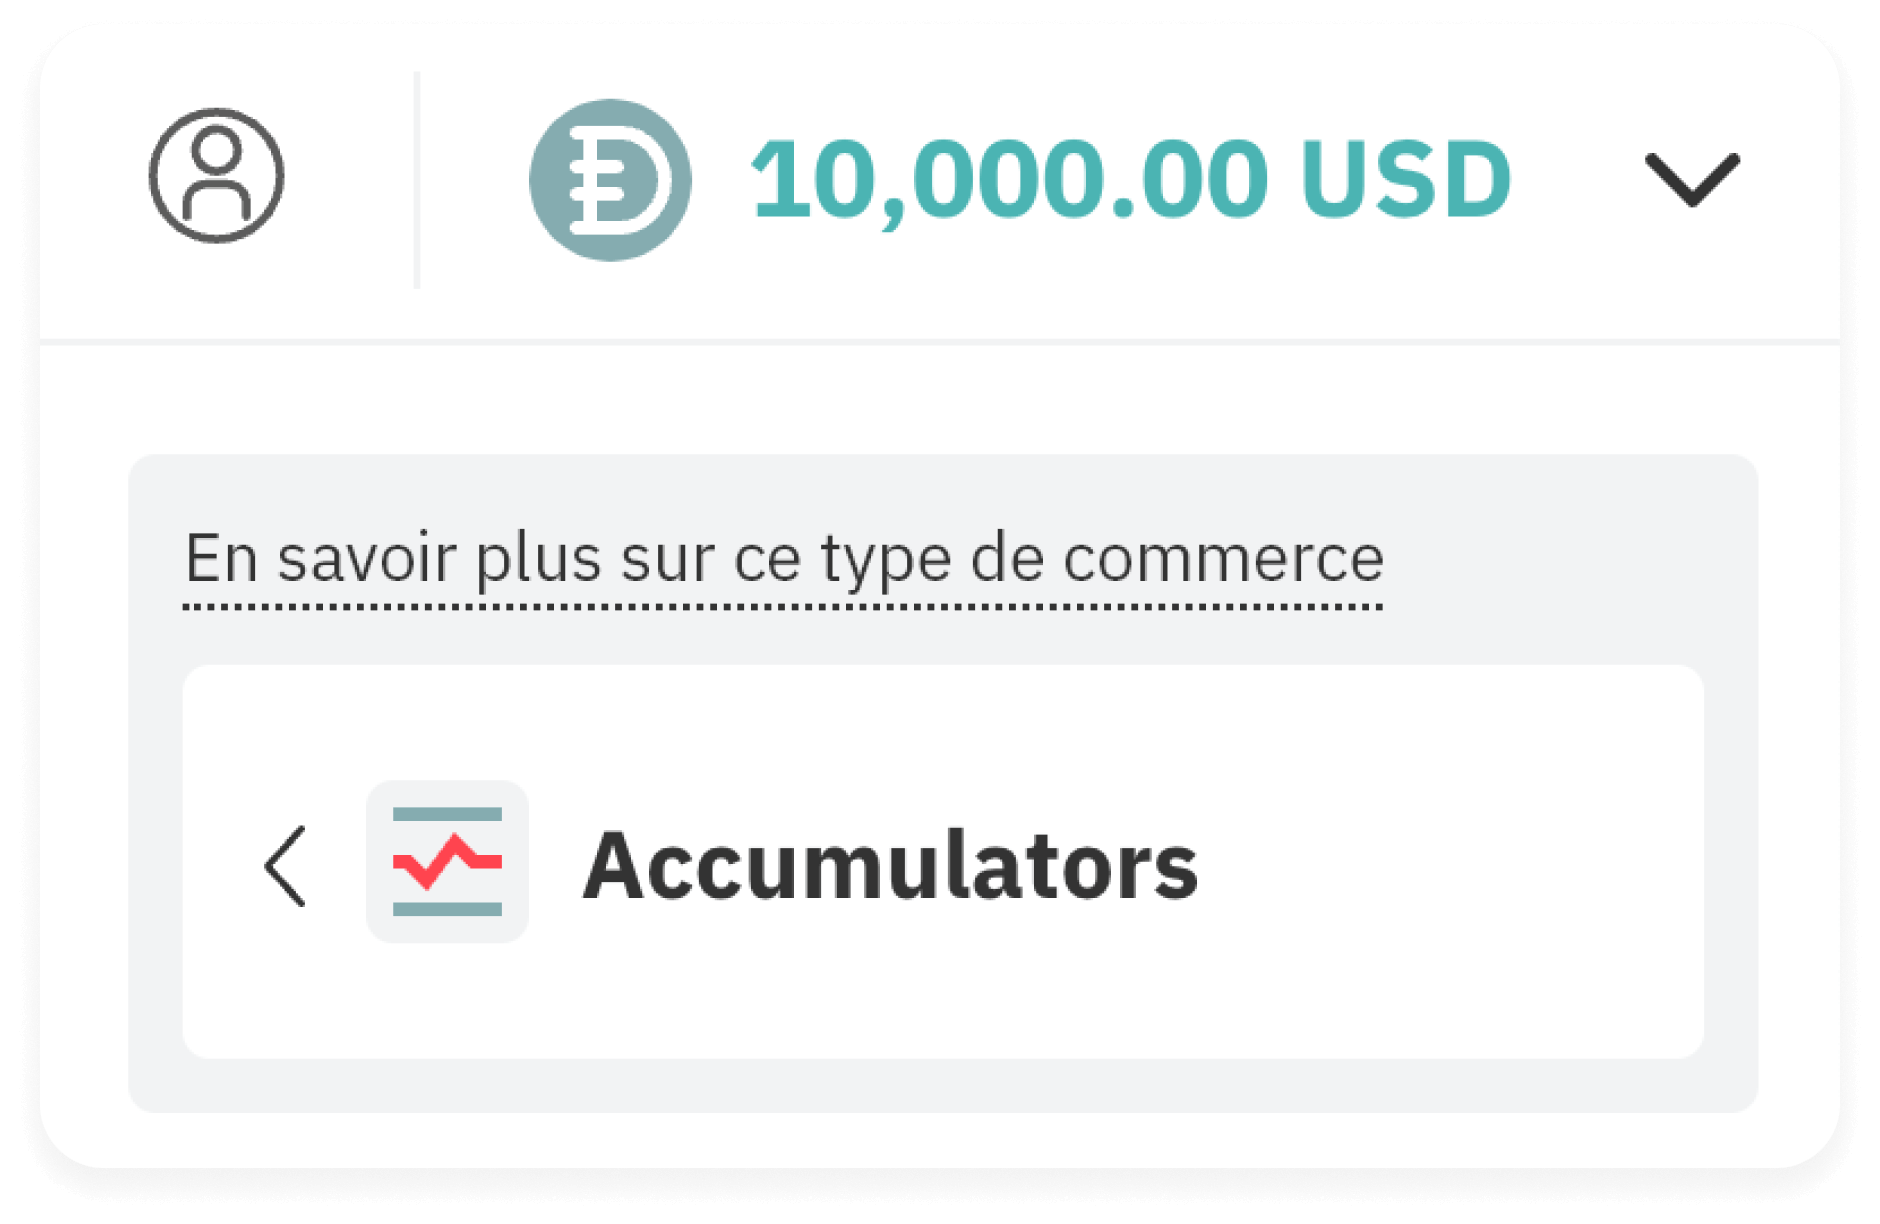 10,000.00 USD
En savoir plus sur ce type de commerce
Accumulators